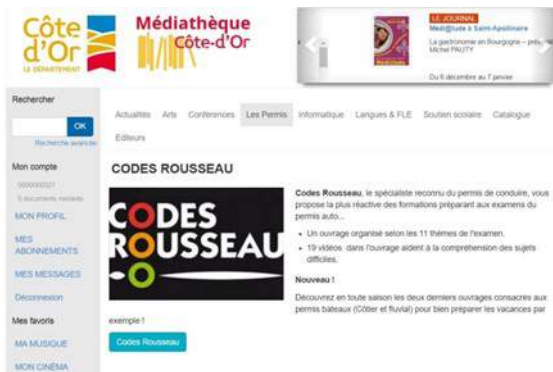 Côte
d'Or
LE DÉPARTEMENT
Médiathèque
Côte-d'Or
LE JOURNAL
Médi@lude à Saint-Apollinaire
La gastronomie en Bourgogne –
Michel PAUTY
Du 6 décembre au 7 janvier
Rechercher
OK
Recherche avancée
Mon compte
5 documents restants
MON PROFIL
MES
ABONNEMENTS
MES MESSAGES
Déconnexion
Mes favoris
MA MUSIQUE
MON CINÉMA
Actualités Arts Conférences Les Permis Informatique Langues & FLE Soutien scolaire Catalogue
Editeurs
CODES ROUSSEAU
CODES
ROUSSEAU
Codes Rousseau, le spécialiste reconnu du permis de conduire, vous
propose la plus réactive des formations préparant aux examens du
permis auto...
• Un ouvrage organisé selon les 11 thèmes de l'examen.
• 19 vidéos dans l'ouvrage aident à la compréhension des sujets
difficiles.
Nouveau !
Découvrez en toute saison les deux derniers ouvrages consacrés aux
permis bateaux (Côtier et fluvial) pour bien préparer les vacances par
exemple !
Codes Rousseau